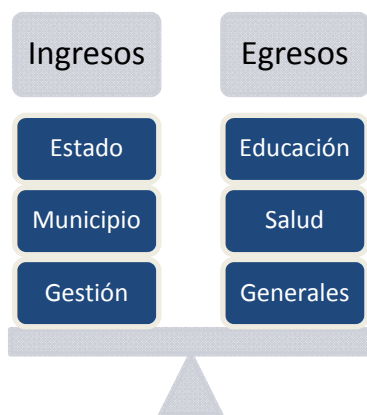 Ingresos
Egresos
Estado
Educación
Municipio
Salud
Gestión
Generales